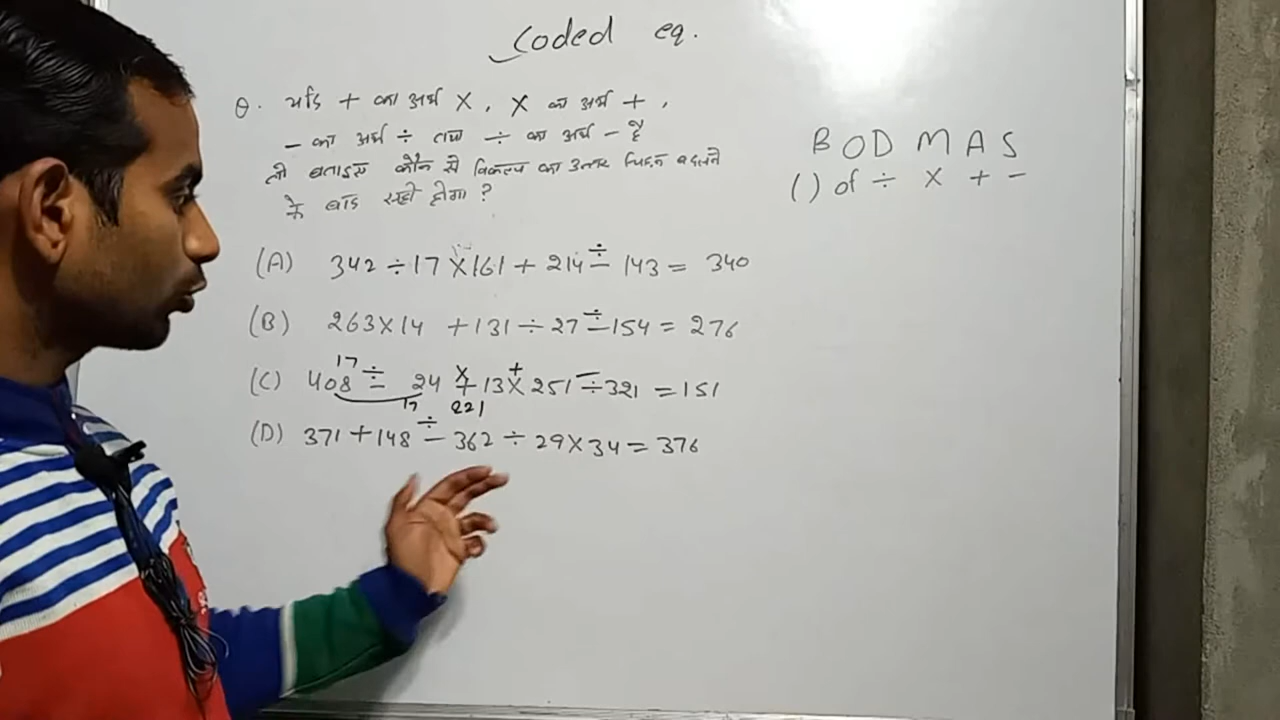 Coded eq.
Q. यदि + का अर्थ X, X का अर्थ + ,
- का अर्थ ÷ तथा ÷ का अर्थ - है
तो बताइए कौन से विकल्प का उत्तर चिह्न बदलने
के बाद सही होगा ?
BODMAS
( ) of ÷ X + -
÷
(A) 342 ÷ 17 X 161 + 214 - 143 = 340
÷
(B) 263 X 14 + 131 ÷ 27 - 154 = 276
17 ÷ X + -
(C) 408 - 24 + 13 X 251 ÷ 321 = 151
17 221
÷
(D) 371 + 148 - 362 ÷ 29 X 34 = 376